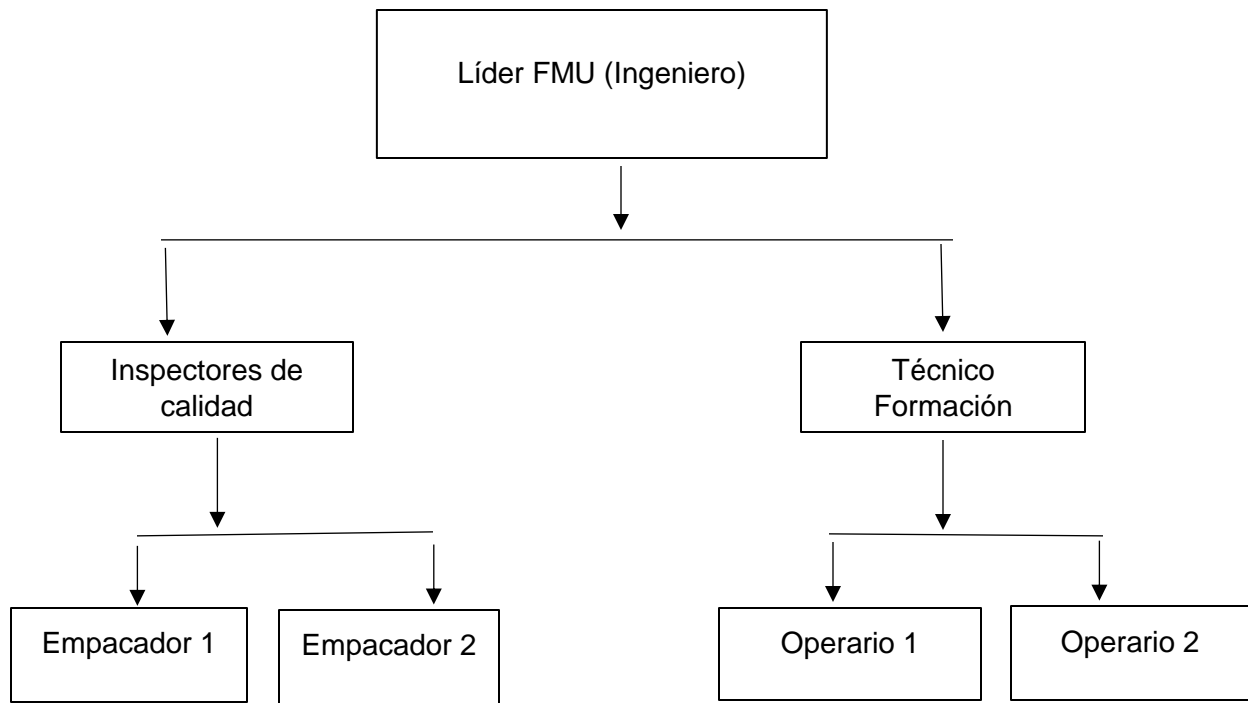 Líder FMU (Ingeniero)
Inspectores de
calidad
Técnico
Formación
Empacador 1
Empacador 2
Operario 1
Operario 2